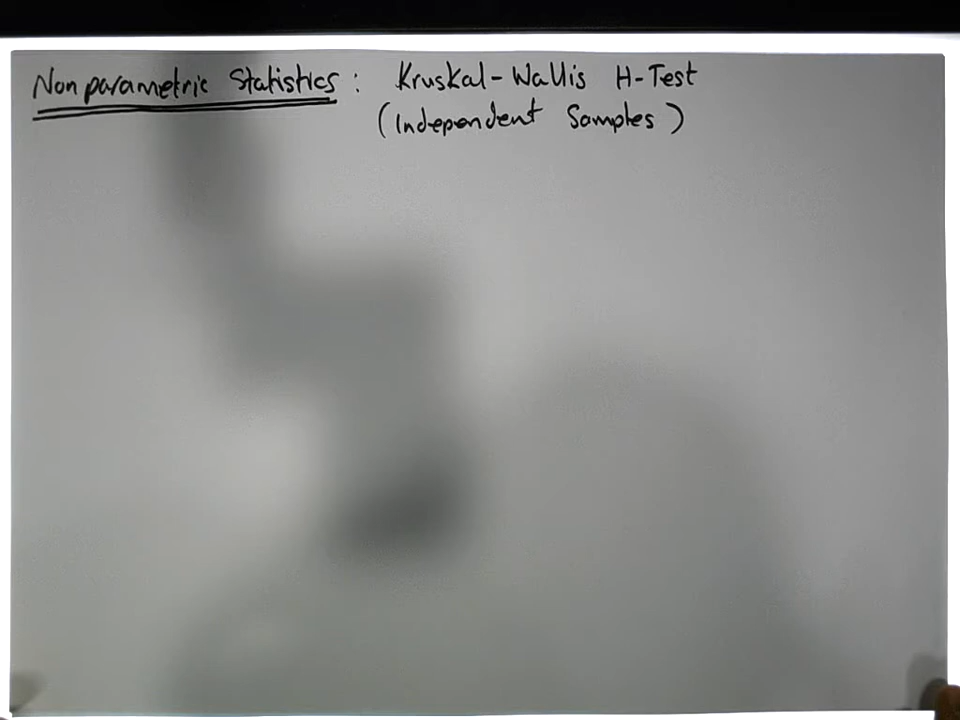 Nonparametric Statistics : Kruskal-Wallis H-Test
(Independent Samples)